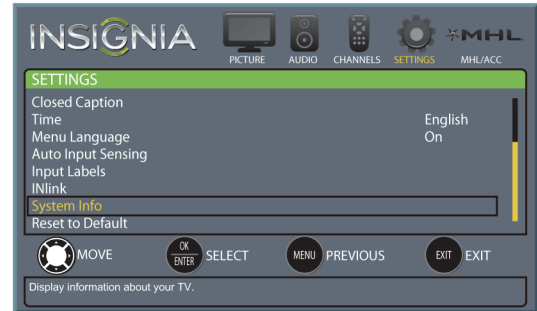 INSIGNIA
PICTURE AUDIO CHANNELS SETTINGS MHL MHL/ACC
SETTINGS
Closed Caption
Time English
Menu Language On
Auto Input Sensing
Input Labels
INlink
System Info
Reset to Default
MOVE OK ENTER SELECT MENU PREVIOUS EXIT EXIT
Display information about your TV.